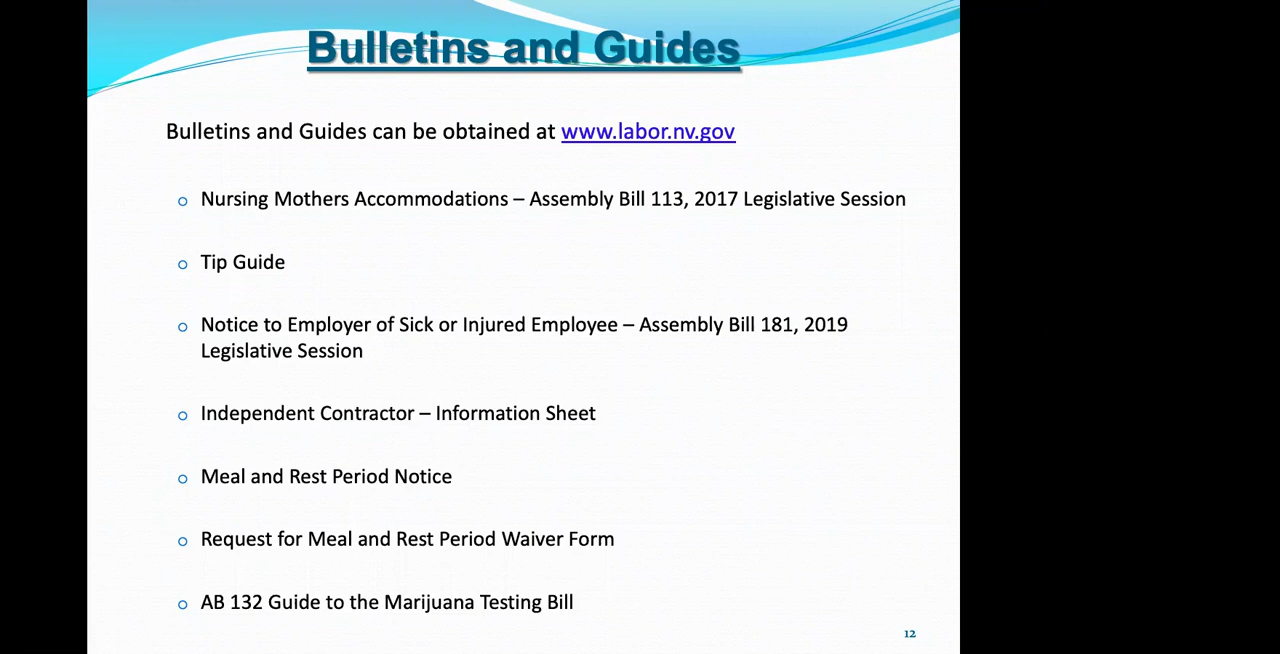 Bulletins and Guides
Bulletins and Guides can be obtained at www.labor.nv.gov
Nursing Mothers Accommodations – Assembly Bill 113, 2017 Legislative Session
Tip Guide
Notice to Employer of Sick or Injured Employee – Assembly Bill 181, 2019
Legislative Session
Independent Contractor – Information Sheet
Meal and Rest Period Notice
Request for Meal and Rest Period Waiver Form
AB 132 Guide to the Marijuana Testing Bill
12